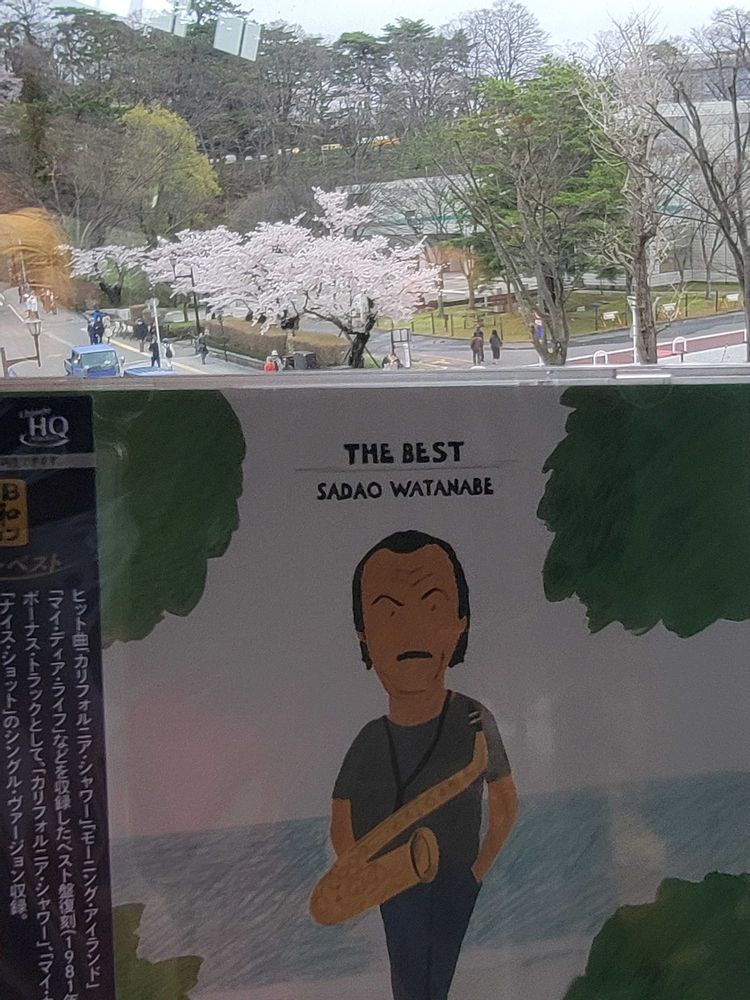 HQ
THE BEST
SADAO WATANABE
ベスト
ヒット曲「カリフォルニア・シャワー」「モーニング・アイランド」
「マイ・ディア・ライフ」などを収録したベスト盤復刻(1981年
ボーナス・トラックとして、「カリフォルニア・シャワー」、「マイ・
「ナイス・ショット」のシングル・ヴァージョン収録。